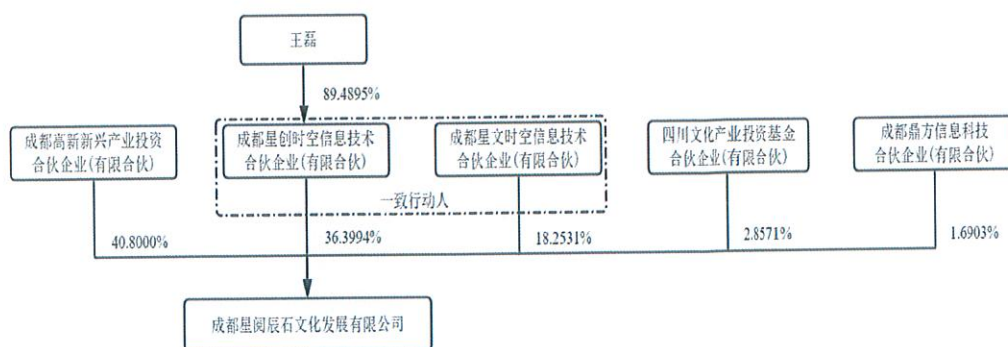 王磊
89.4895%
成都高新新兴产业投资
合伙企业(有限合伙)
成都星创时空信息技术
合伙企业(有限合伙)
成都星文时空信息技术
合伙企业(有限合伙)
四川文化产业投资基金
合伙企业(有限合伙)
成都鼎方信息科技
合伙企业(有限合伙)
一致行动人
40.8000%
36.3994%
18.2531%
2.8571%
1.6903%
成都星阅辰石文化发展有限公司